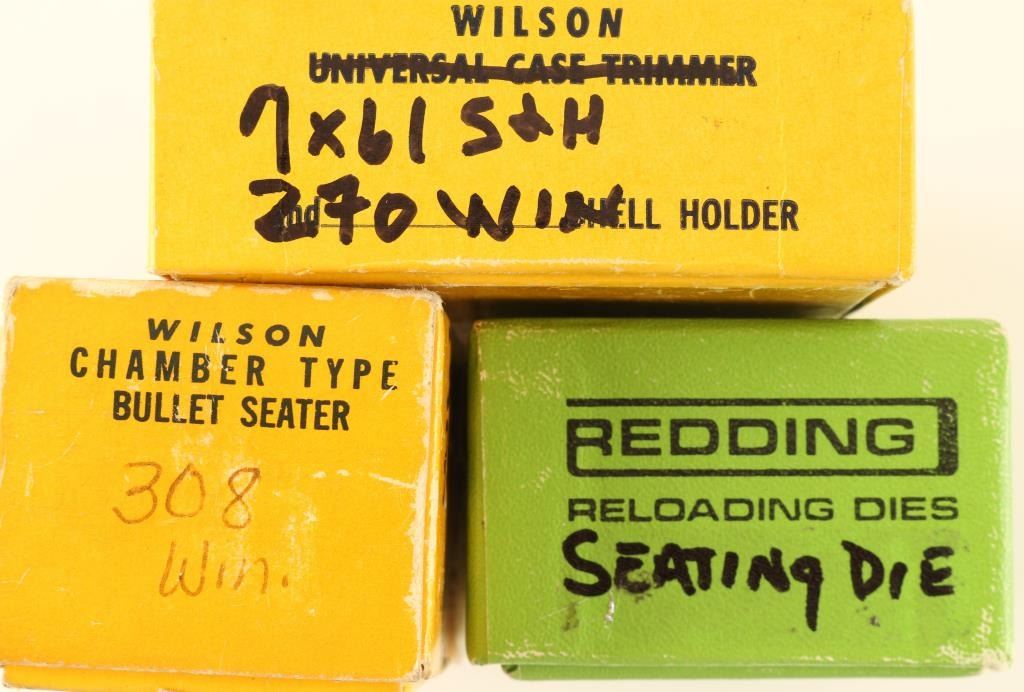 WILSON
UNIVERSAL CASE TRIMMER
7x61 S&H
270 WIN
and SHELL HOLDER
WILSON
CHAMBER TYPE
BULLET SEATER
308
Win.
REDDING
RELOADING DIES
SEATING DIE